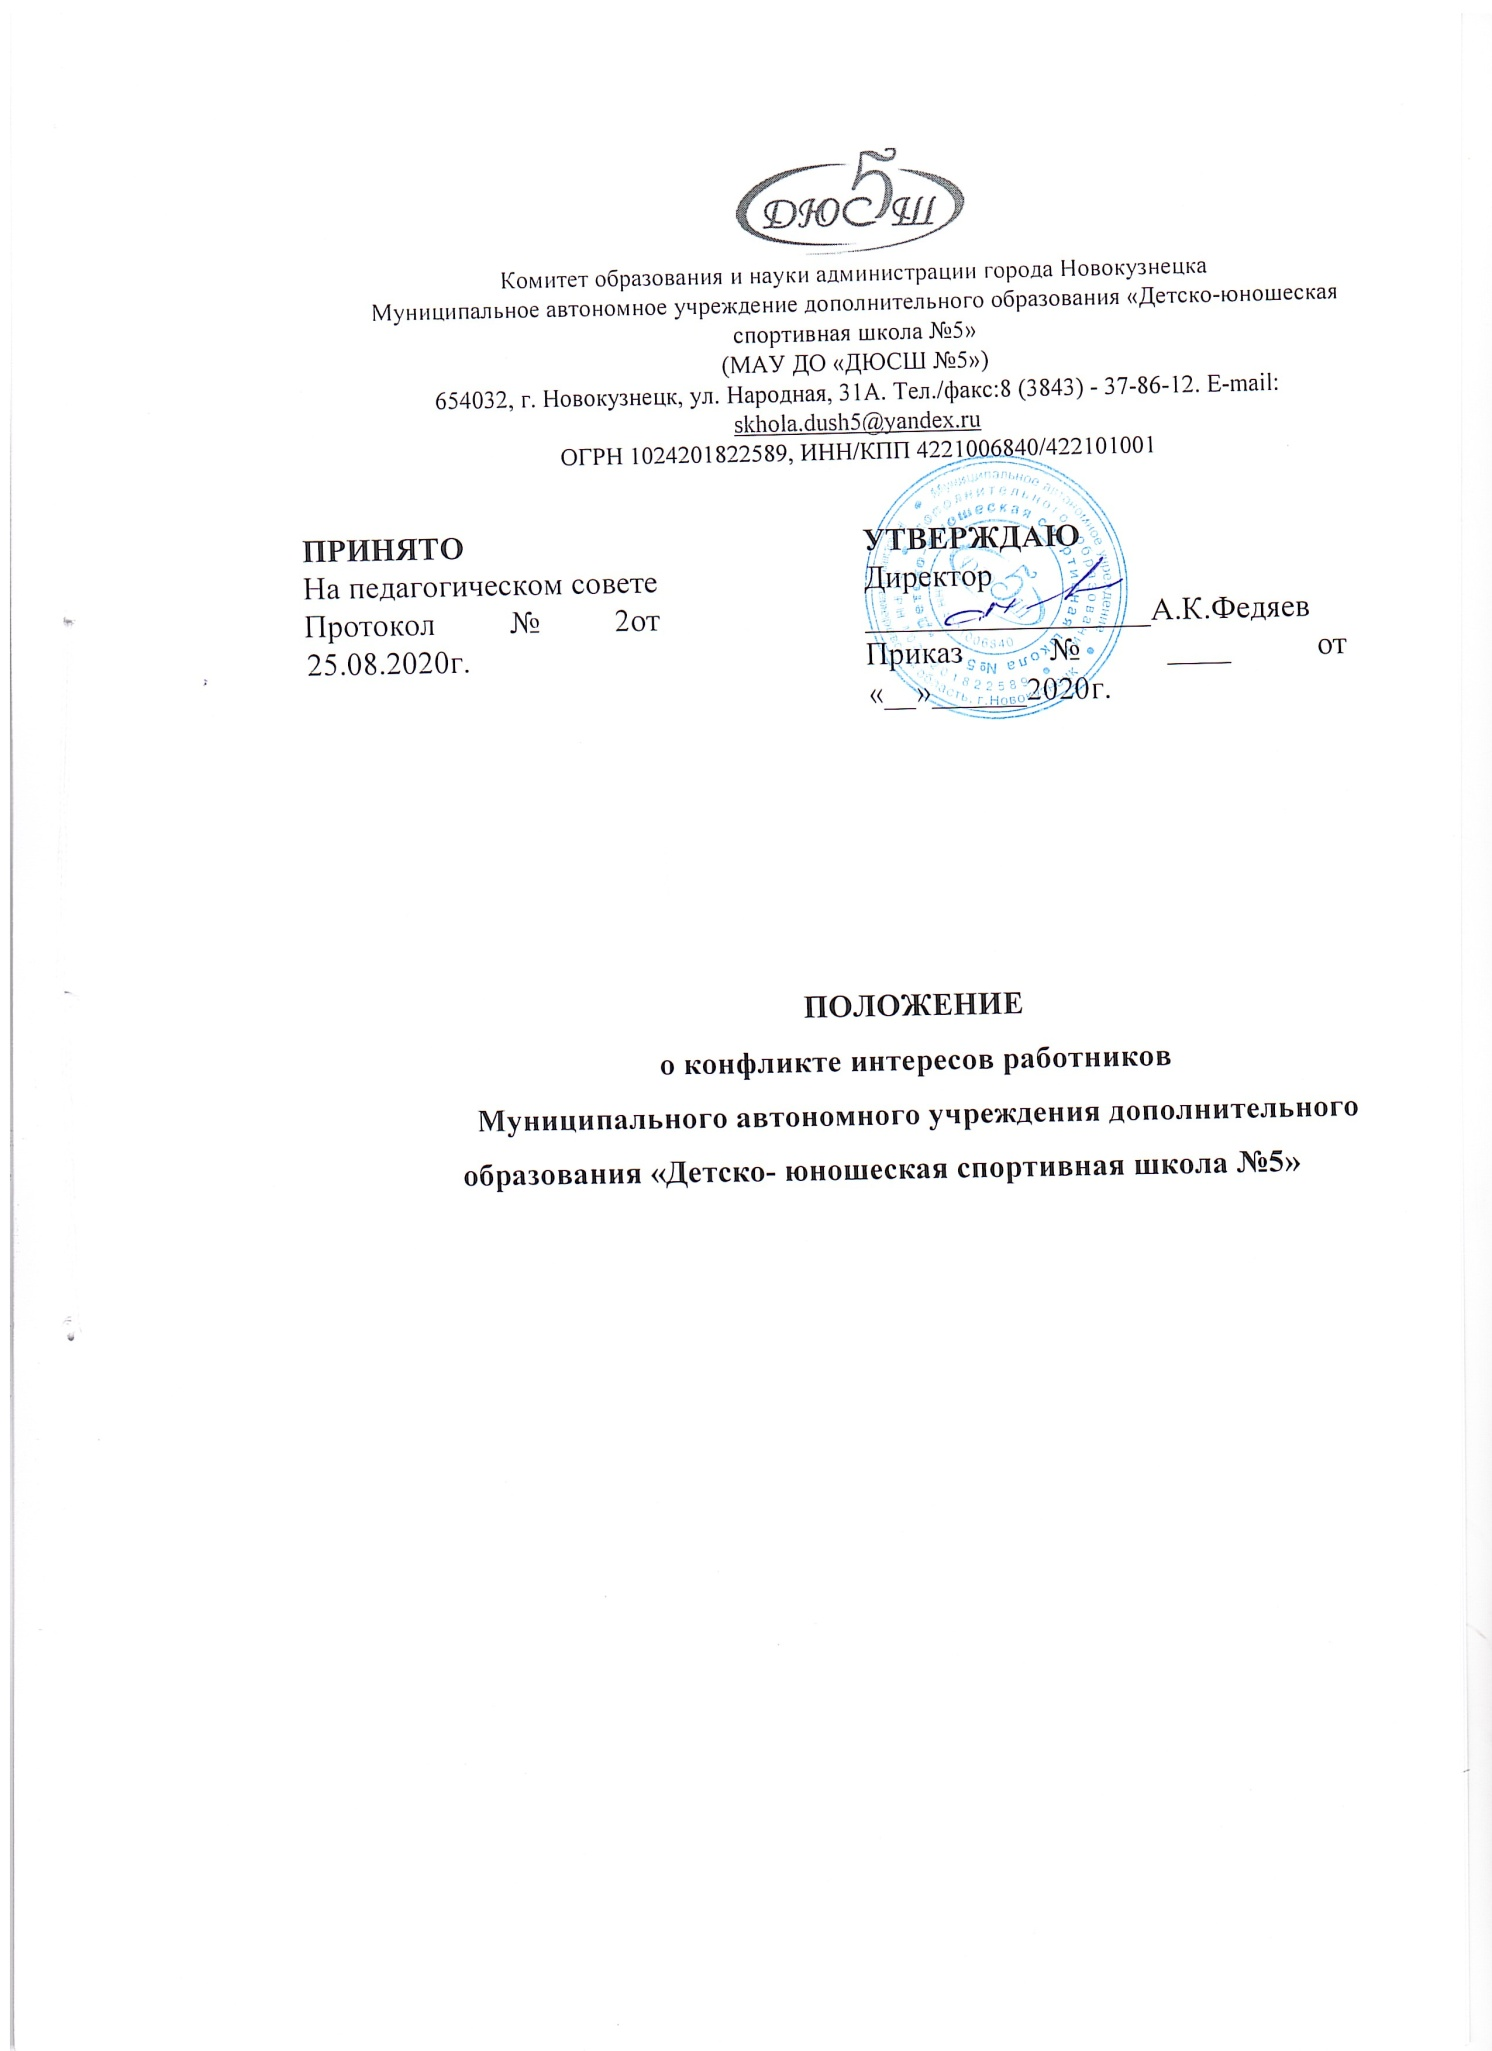 ДЮСШ 5
Комитет образования и науки администрации города Новокузнецка
Муниципальное автономное учреждение дополнительного образования «Детско-юношеская
спортивная школа №5»
(МАУ ДО «ДЮСШ №5»)
654032, г. Новокузнецк, ул. Народная, 31А. Тел./факс:8 (3843) - 37-86-12. E-mail:
skhola.dush5@yandex.ru
ОГРН 1024201822589, ИНН/КПП 4221006840/422101001
ПРИНЯТО
На педагогическом совете
Протокол № 2от
25.08.2020г.
УТВЕРЖДАЮ
Директор
__________________А.К.Федяев
Приказ № ____ от
«__»______2020г.
ПОЛОЖЕНИЕ
о конфликте интересов работников
Муниципального автономного учреждения дополнительного
образования «Детско- юношеская спортивная школа №5»